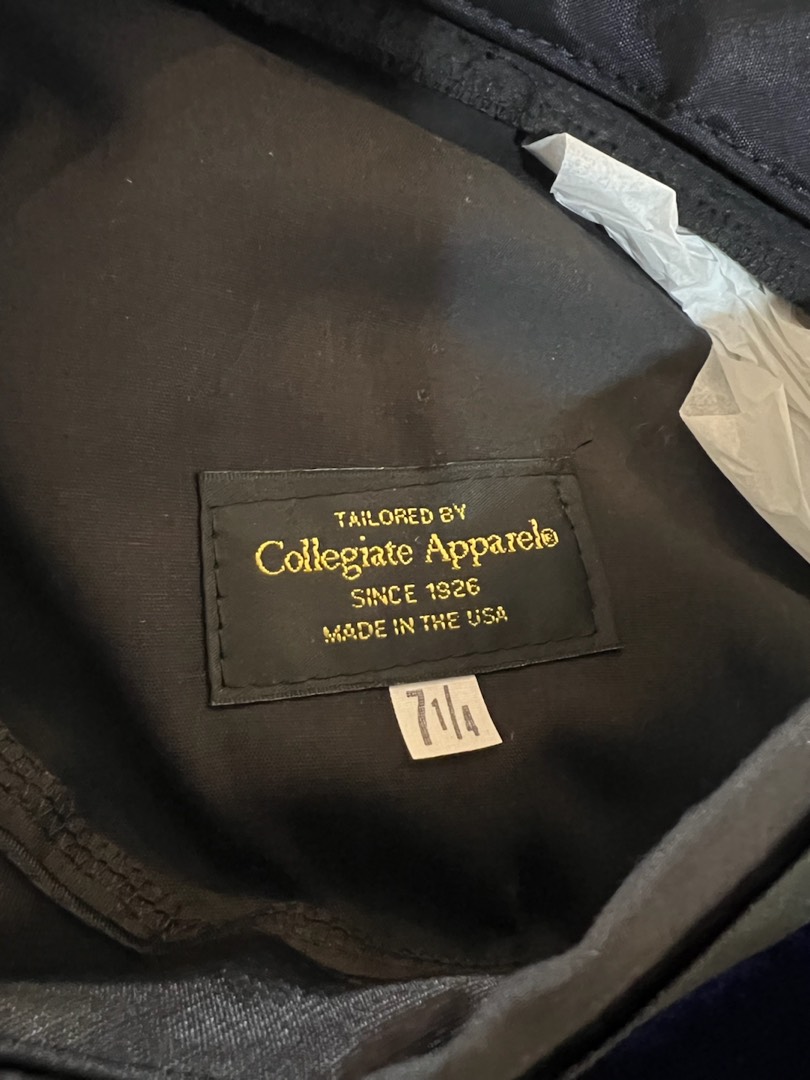 TAILORED BY
Collegiate Apparel®
SINCE 1926
MADE IN THE USA
7 1/4